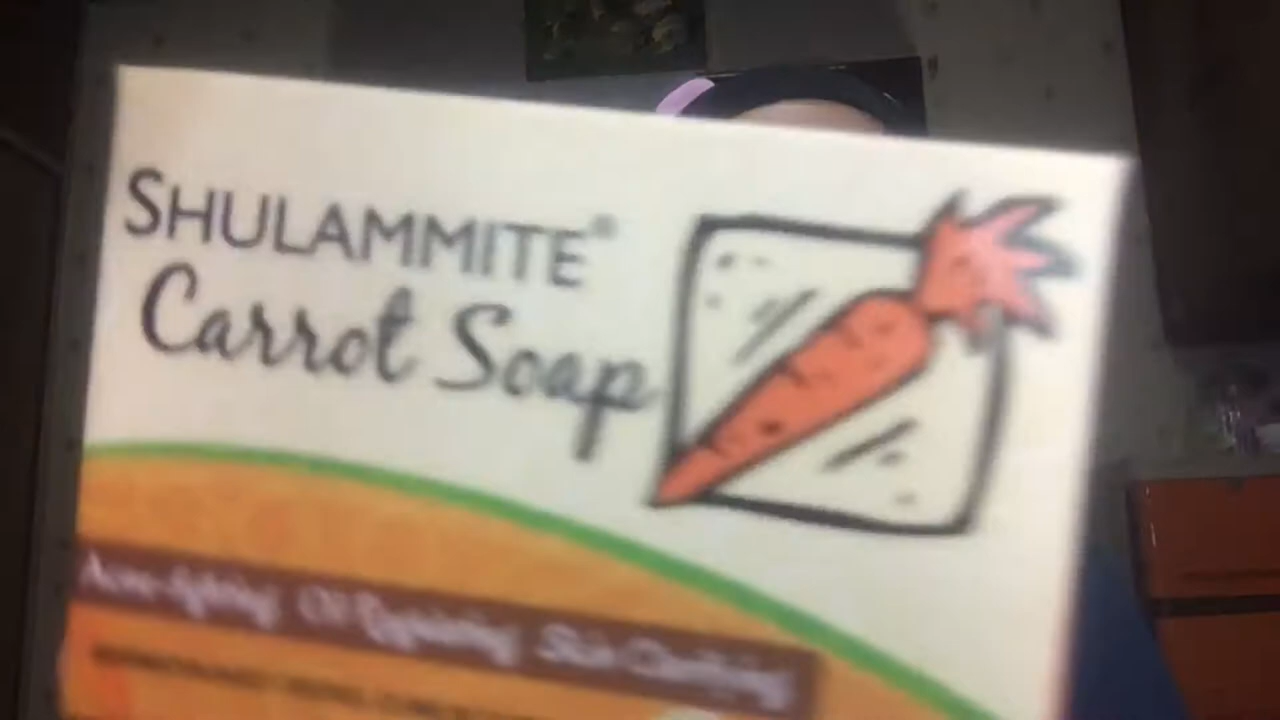 SHULAMMITE®
Carrot Soap
Acne-fighting Oil Regulating Skin Clarifying